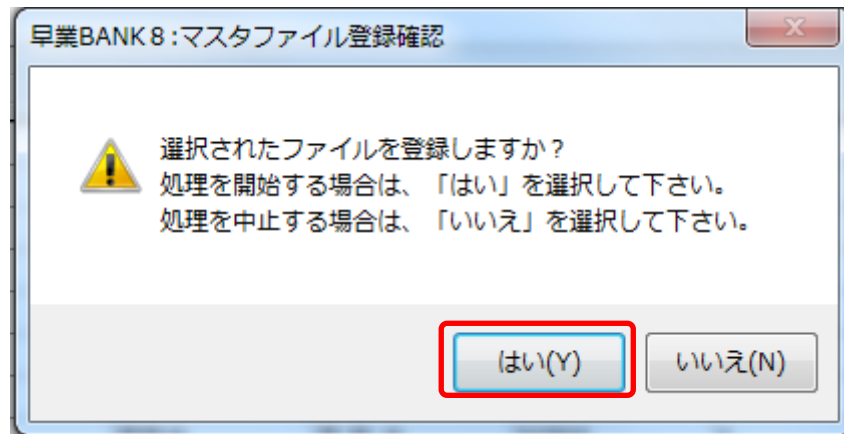 早業BANK８:マスタファイル登録確認
選択されたファイルを登録しますか？
処理を開始する場合は、「はい」を選択して下さい。
処理を中止する場合は、「いいえ」を選択して下さい。
はい(Y)
いいえ(N)